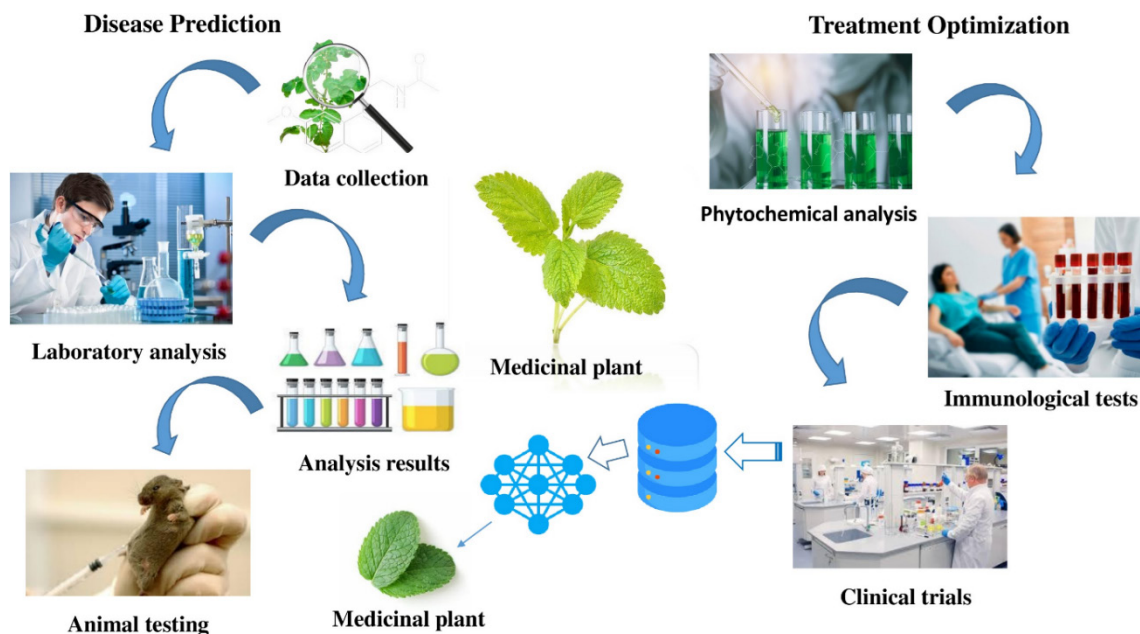 Disease Prediction
Treatment Optimization
Data collection
Phytochemical analysis
Laboratory analysis
Medicinal plant
Immunological tests
Analysis results
Medicinal plant
Animal testing
Clinical trials